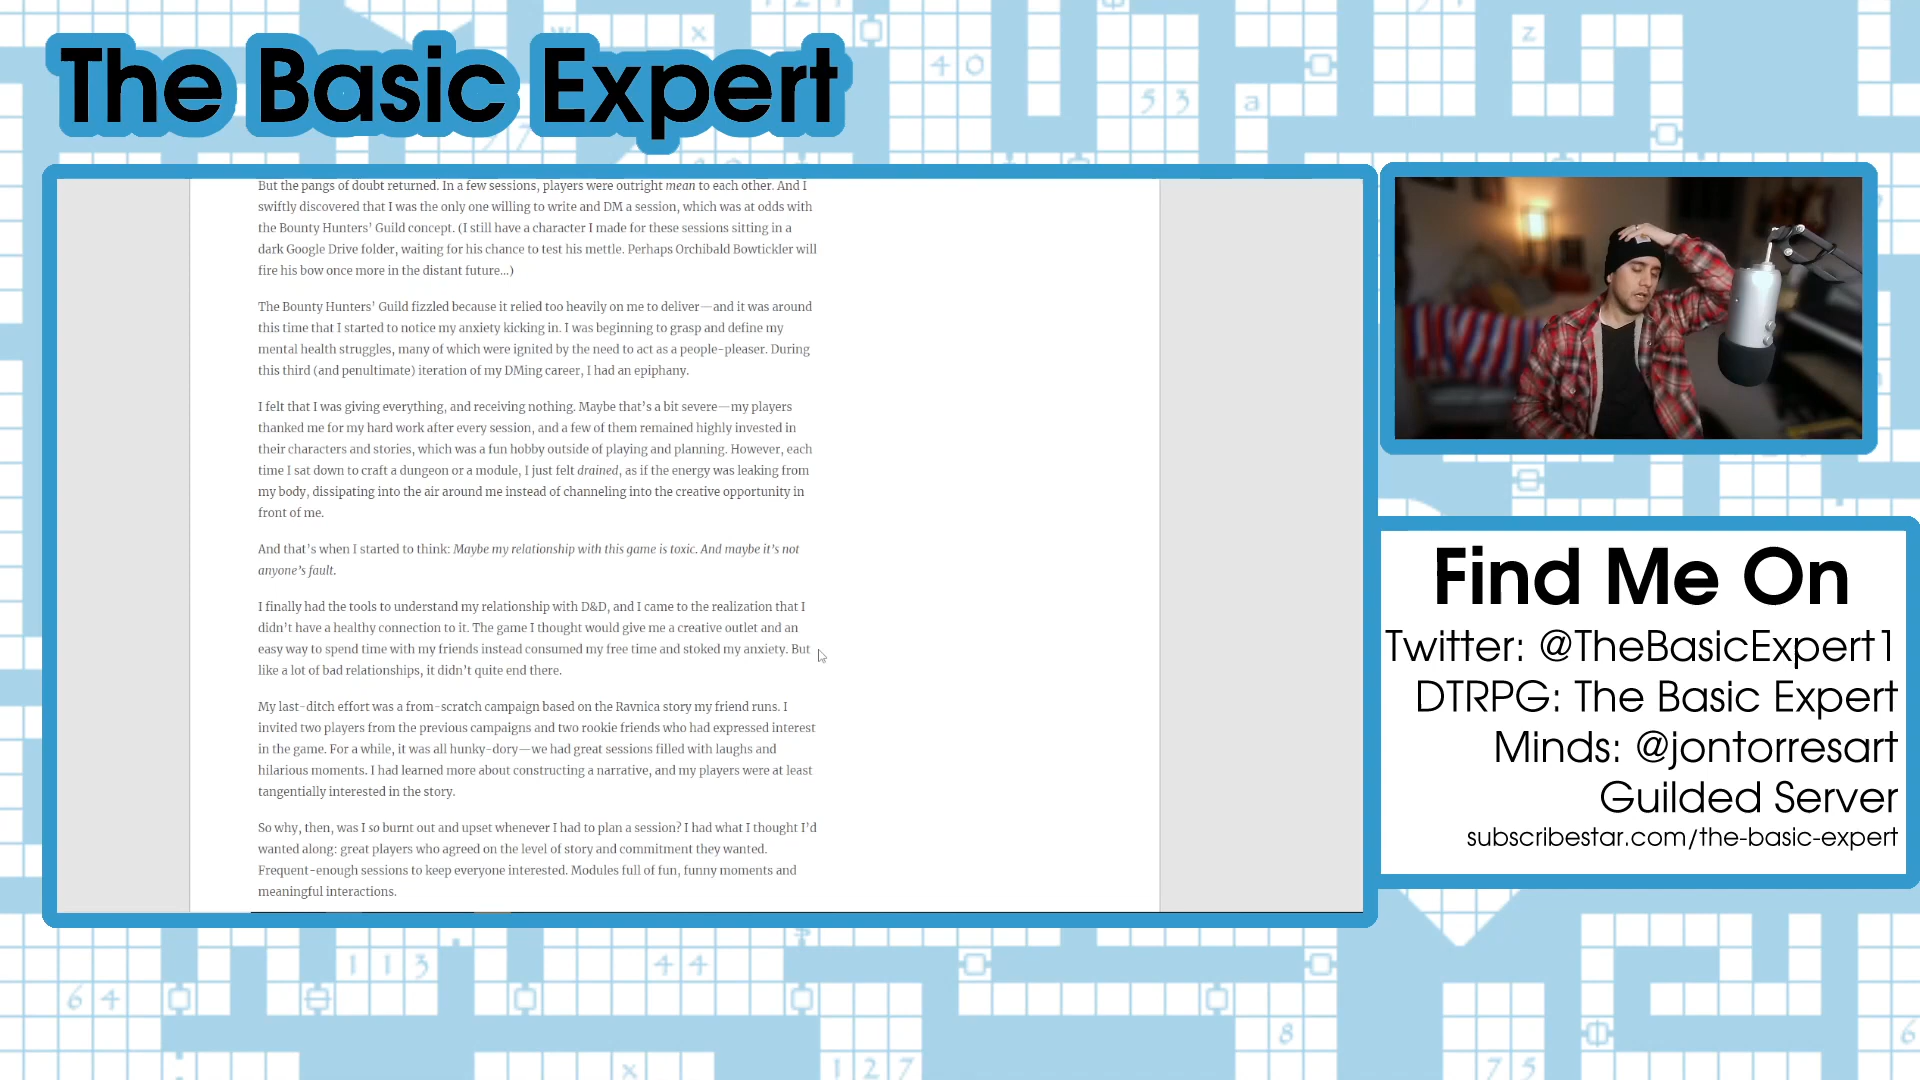 The Basic Expert
But the pangs of doubt returned. In a few sessions, players were outright mean to each other. And I
swiftly discovered that I was the only one willing to write and DM a session, which was at odds with
the Bounty Hunters’ Guild concept. (I still have a character I made for these sessions sitting in a
dark Google Drive folder, waiting for his chance to test his mettle. Perhaps Orchibald Bowtickler will
fire his bow once more in the distant future…)
The Bounty Hunters’ Guild fizzled because it relied too heavily on me to deliver—and it was around
this time that I started to notice my anxiety kicking in. I was beginning to grasp and define my
mental health struggles, many of which were ignited by the need to act as a people-pleaser. During
this third (and penultimate) iteration of my DMing career, I had an epiphany.
I felt that I was giving everything, and receiving nothing. Maybe that’s a bit severe—my players
thanked me for my hard work after every session, and a few of them remained highly invested in
their characters and stories, which was a fun hobby outside of playing and planning. However, each
time I sat down to craft a dungeon or a module, I just felt drained, as if the energy was leaking from
my body, dissipating into the air around me instead of channeling into the creative opportunity in
front of me.
And that’s when I started to think: Maybe my relationship with this game is toxic. And maybe it’s not
anyone’s fault.
I finally had the tools to understand my relationship with D&D, and I came to the realization that I
didn’t have a healthy connection to it. The game I thought would give me a creative outlet and an
easy way to spend time with my friends instead consumed my free time and stoked my anxiety. But
like a lot of bad relationships, it didn’t quite end there.
My last-ditch effort was a from-scratch campaign based on the Ravnica story my friend runs. I
invited two players from the previous campaigns and two rookie friends who had expressed interest
in the game. For a while, it was all hunky-dory—we had great sessions filled with laughs and
hilarious moments. I had learned more about constructing a narrative, and my players were at least
tangentially interested in the story.
So why, then, was I so burnt out and upset whenever I had to plan a session? I had what I thought I’d
wanted along: great players who agreed on the level of story and commitment they wanted.
Frequent-enough sessions to keep everyone interested. Modules full of fun, funny moments and
meaningful interactions.
Find Me On
Twitter: @TheBasicExpert1
DTRPG: The Basic Expert
Minds: @jontorresart
Guilded Server
subscribestar.com/the-basic-expert
x
z
40
53
a
113
44
64
8
x
127
75
6